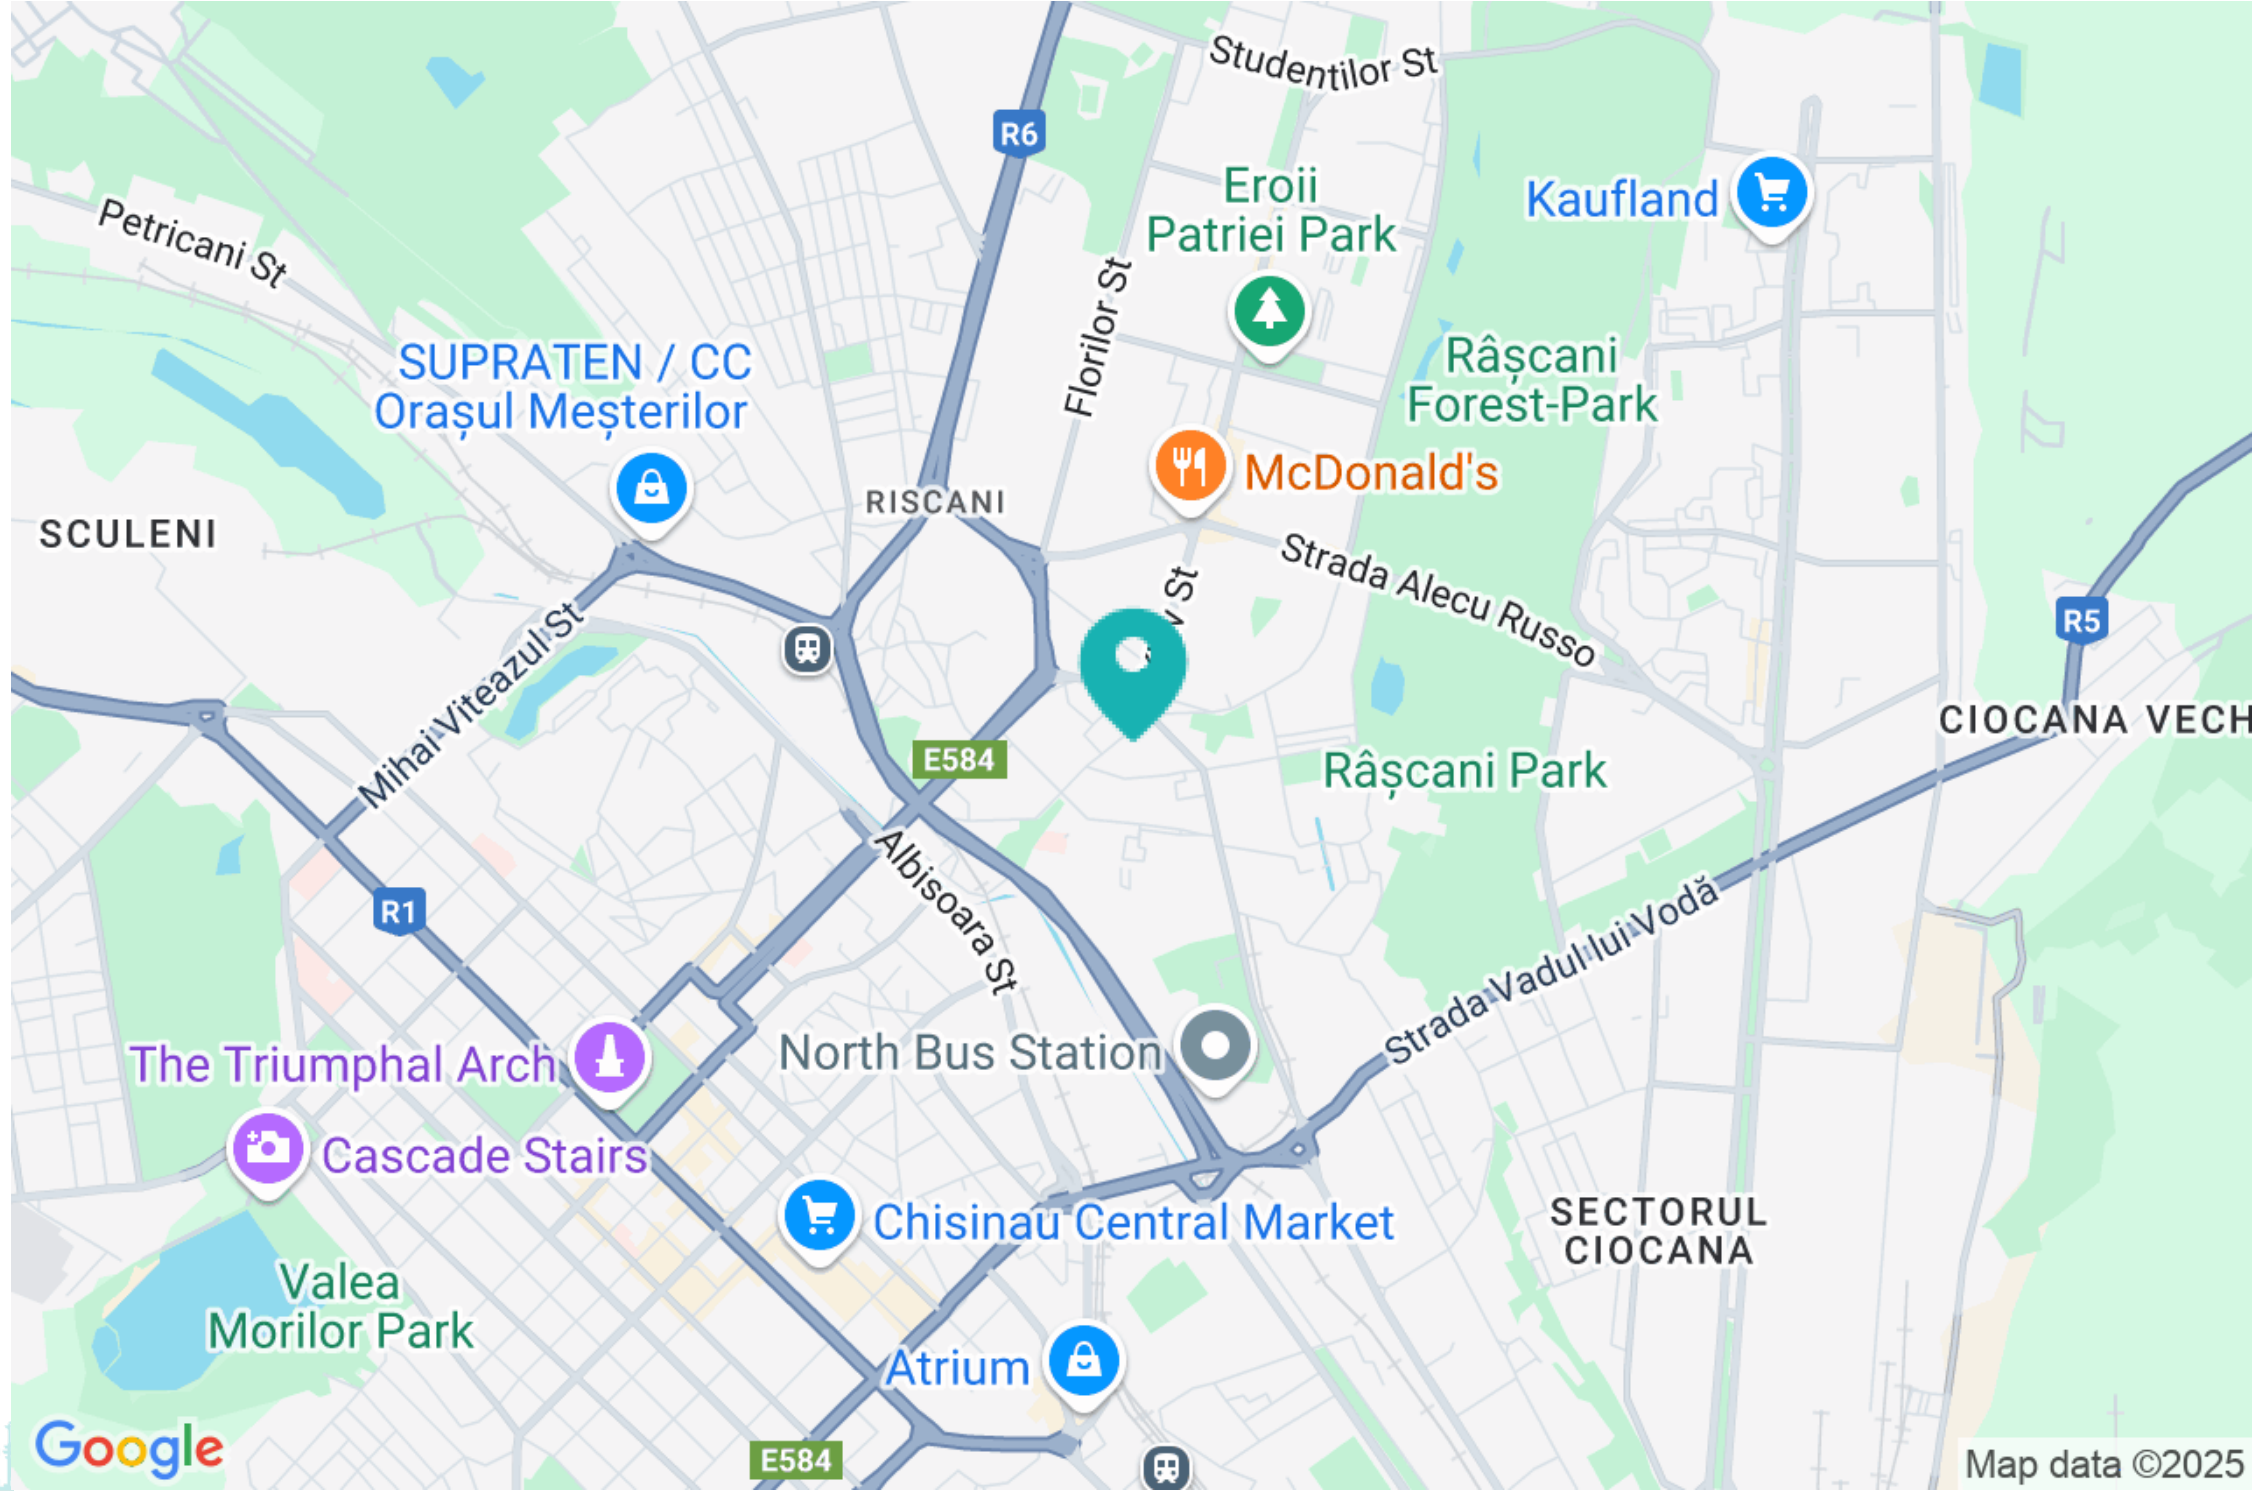 Studentilor St
R6
Eroii
Patriei Park
Kaufland
Petricani St
Florilor St
SUPRATEN / CC
Orașul Meșterilor
Râșcani
Forest-Park
McDonald's
RISCANI
SCULENI
Strada Alecu Russo
St
R5
Mihai Viteazul St
CIOCANA VECH
E584
Râșcani Park
Albisoara St
R1
Strada Vadul lui Vodă
North Bus Station
The Triumphal Arch
Cascade Stairs
Chisinau Central Market
SECTORUL
CIOCANA
Valea
Morilor Park
Atrium
Google
E584
Map data ©2025